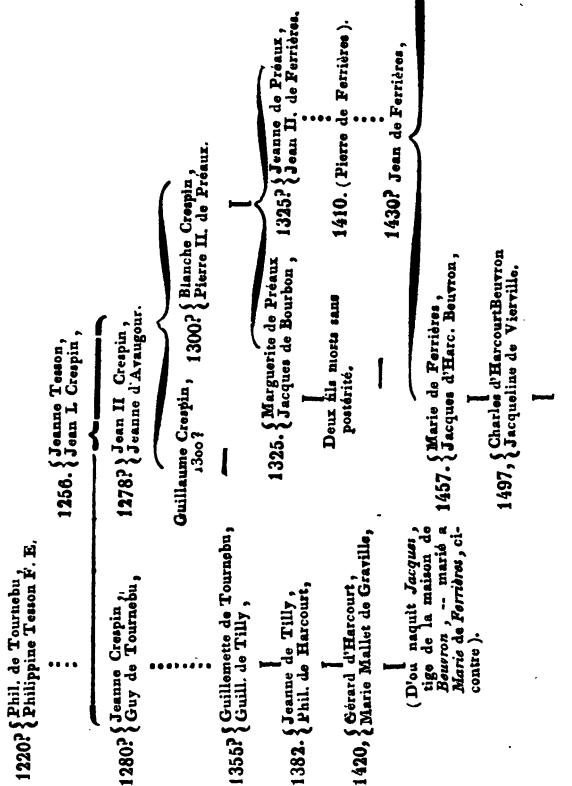 1220? { Phil. de Tournebu,
Philippine Tesson F. E.
1256. { Jeanne Tesson,
Jean I. Crespin,
1280? { Jeanne Crespin,
Guy de Tournebu,
1278? { Jean II Crespin,
Jeanne d'Avaugour.
Guillaume Crespin,
1300?
1300? { Blanche Crespin,
Pierre II. de Préaux.
1355? { Guillemette de Tournebu,
Guill. de Tilly,
1325. { Marguerite de Préaux
Jacques de Bourbon,
1325? { Jeanne de Préaux,
Jean II. de Ferrières.
1382. { Jeanne de Tilly,
Phil. de Harcourt,
Deux fils morts sans
postérité.
1410. (Pierre de Ferrières).
1420, { Gérard d'Harcourt,
Marie Mallet de Graville,
1430? Jean de Ferrières,
(D'ou naquit Jacques,
tige de la maison de
Beuvron, -- marié a
Marie de Ferrières, ci-
contre).
1457. { Marie de Ferrières,
Jacques d'Harc. Beuvron,
1497, { Charles d'Harcourt Beuvron
Jacqueline de Vierville.